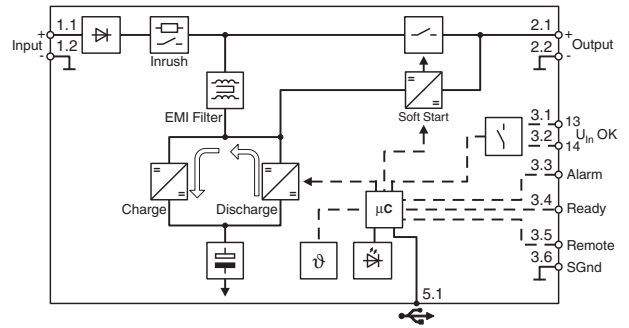 1.1
+
2.1
+
Input
1.2
-
Inrush
2.2
-
Output
EMI Filter
Soft Start
3.1
13
3.2
14
UIn OK
3.3
Alarm
Charge
Discharge
µC
3.4
Ready
3.5
Remote
ϑ
3.6
SGnd
5.1